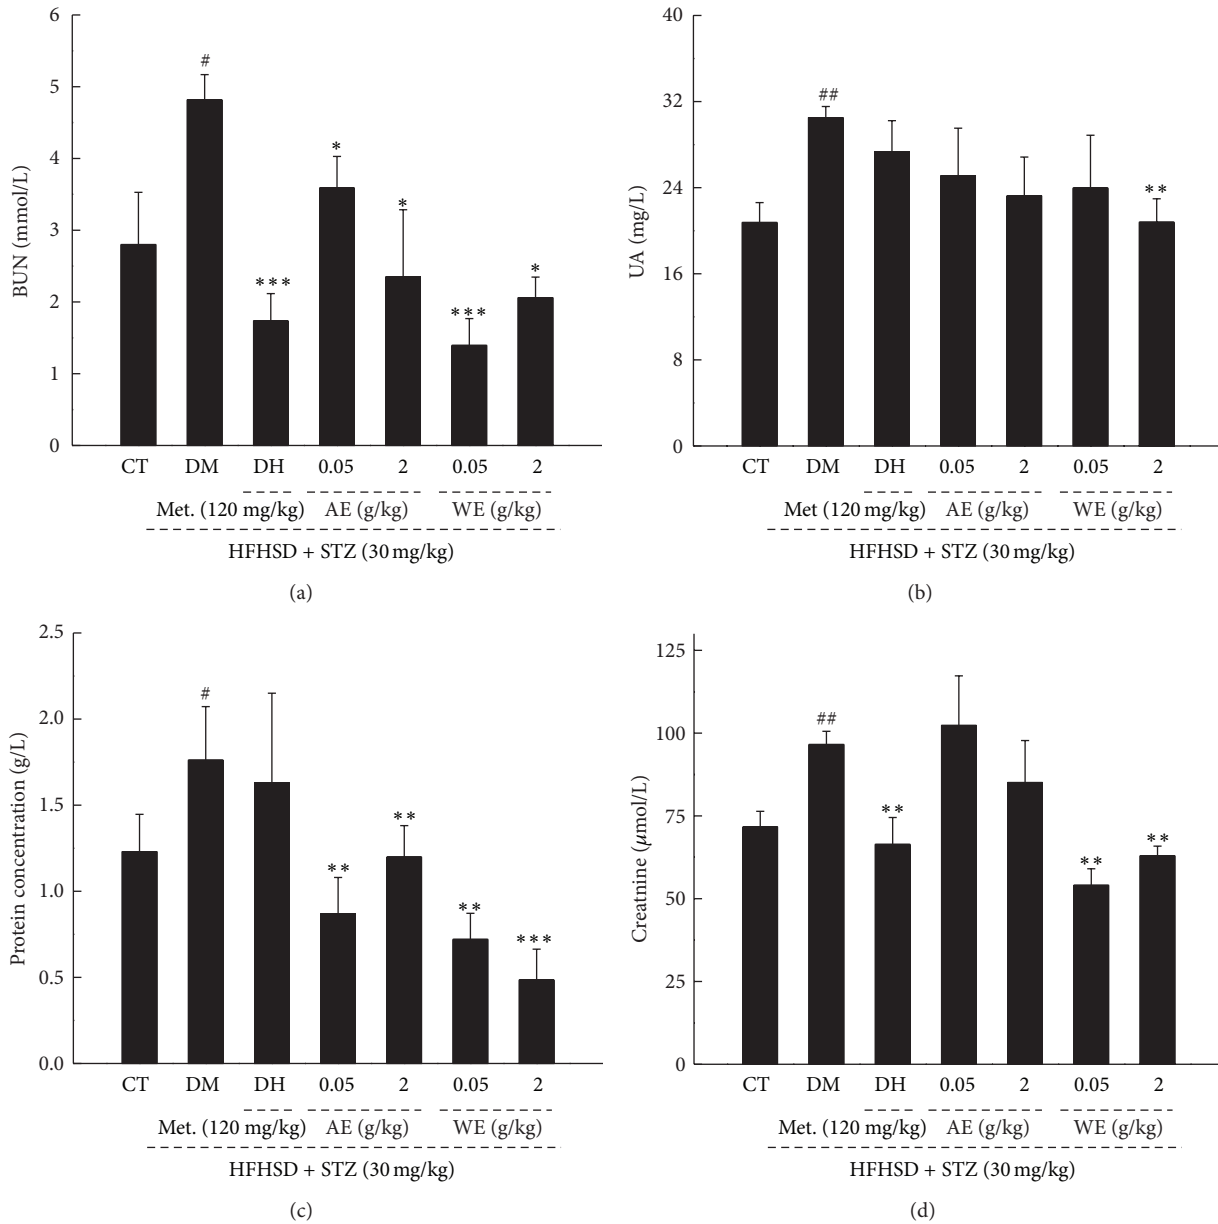 6
5
4
3
2
1
0
BUN (mmol/L)
#
***
*
*
***
*
CT DM DH 0.05 2 0.05 2
Met. (120 mg/kg) AE (g/kg) WE (g/kg)
HFHSD + STZ (30 mg/kg)
(a)
40
32
24
16
8
0
UA (mg/L)
##
**
CT DM DH 0.05 2 0.05 2
Met (120 mg/kg) AE (g/kg) WE (g/kg)
HFHSD + STZ (30 mg/kg)
(b)
2.5
2.0
1.5
1.0
0.5
0.0
Protein concentration (g/L)
#
**
**
**
***
CT DM DH 0.05 2 0.05 2
Met. (120 mg/kg) AE (g/kg) WE (g/kg)
HFHSD + STZ (30 mg/kg)
(c)
125
100
75
50
25
0
Creatnine (μmol/L)
##
**
**
**
CT DM DH 0.05 2 0.05 2
Met. (120 mg/kg) AE (g/kg) WE (g/kg)
HFHSD + STZ (30 mg/kg)
(d)